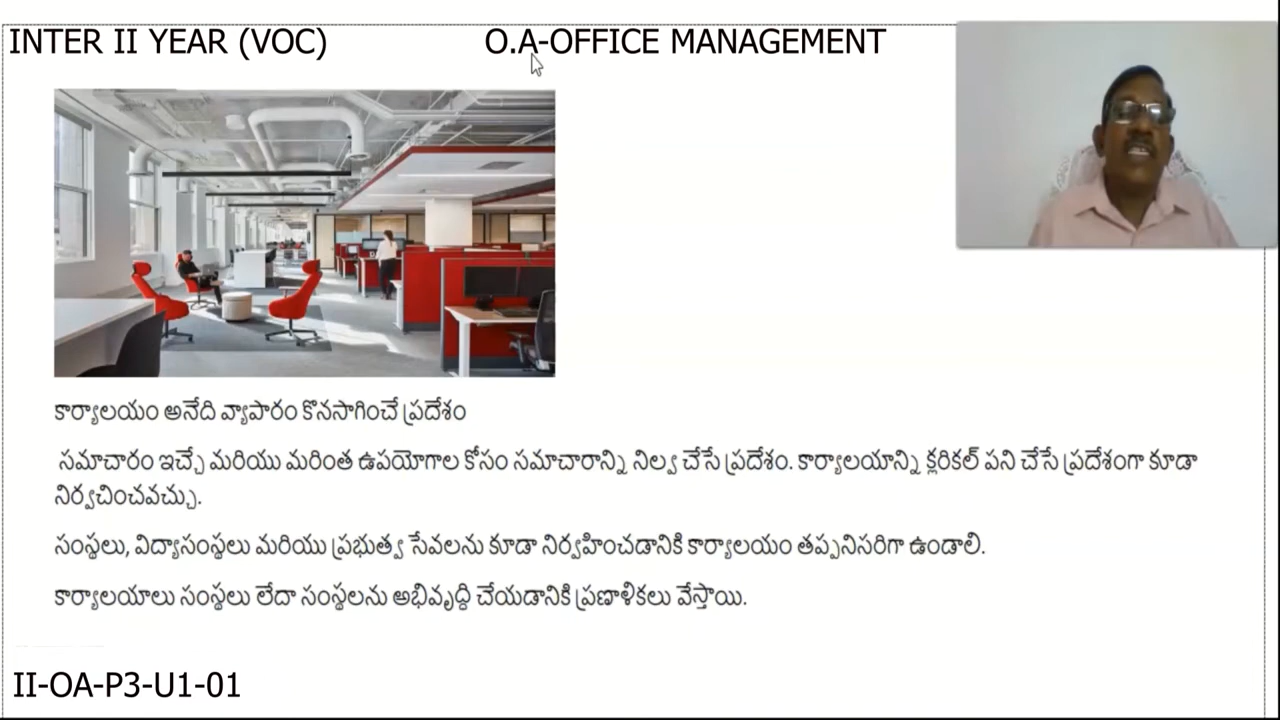 INTER II YEAR (VOC)
O.A-OFFICE MANAGEMENT
కార్యాలయం అనేది వ్యాపారం కొనసాగించే ప్రదేశం
సమాచారం ఇచ్చే మరియు మరింత ఉపయోగాల కోసం సమాచారాన్ని నిల్వ చేసే ప్రదేశం. కార్యాలయాన్ని క్లరికల్ పని చేసే ప్రదేశంగా కూడా
నిర్వచించవచ్చు.
సంస్థలు, విద్యాసంస్థలు మరియు ప్రభుత్వ సేవలను కూడా నిర్వహించడానికి కార్యాలయం తప్పనిసరిగా ఉండాలి.
కార్యాలయాలు సంస్థలు లేదా సంస్థలను అభివృద్ధి చేయడానికి ప్రణాళికలు వేస్తాయి.
II-OA-P3-U1-01